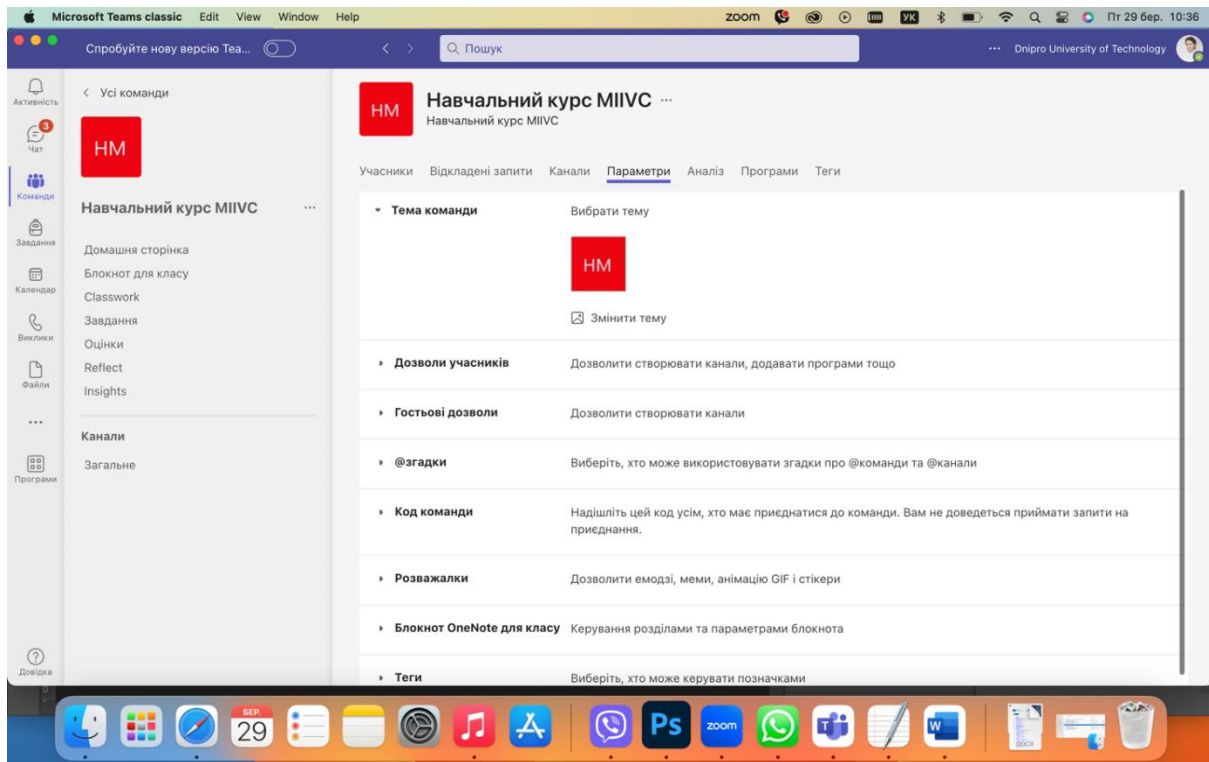 Microsoft Teams classic Edit View Window Help zoom УК Пт 29 бер. 10:36
Спробуйте нову версію Tea... Пошук ... Dnipro University of Technology
Активність
3
Чат
Команди
Завдання
Календар
Виклики
Файли
...
Програми
Довідка
Усі команди
НМ
Навчальний курс MIIVC ...
Домашня сторінка
Блокнот для класу
Classwork
Завдання
Оцінки
Reflect
Insights
Канали
Загальне
НМ
Навчальний курс MIIVC ...
Навчальний курс MIIVC
Учасники Відкладені запити Канали Параметри Аналіз Програми Теги
Тема команди Вибрати тему
НМ
Змінити тему
Дозволи учасників Дозволити створювати канали, додавати програми тощо
Гостьові дозволи Дозволити створювати канали
@згадки Виберіть, хто може використовувати згадки про @команди та @канали
Код команди Надішліть цей код усім, хто має приєднатися до команди. Вам не доведеться приймати запити на
приєднання.
Розважалки Дозволити емодзі, меми, анімацію GIF і стікери
Блокнот OneNote для класу Керування розділами та параметрами блокнота
Теги Виберіть, хто може керувати позначками
БЕР.
29
Ps
zoom
W
DOCX